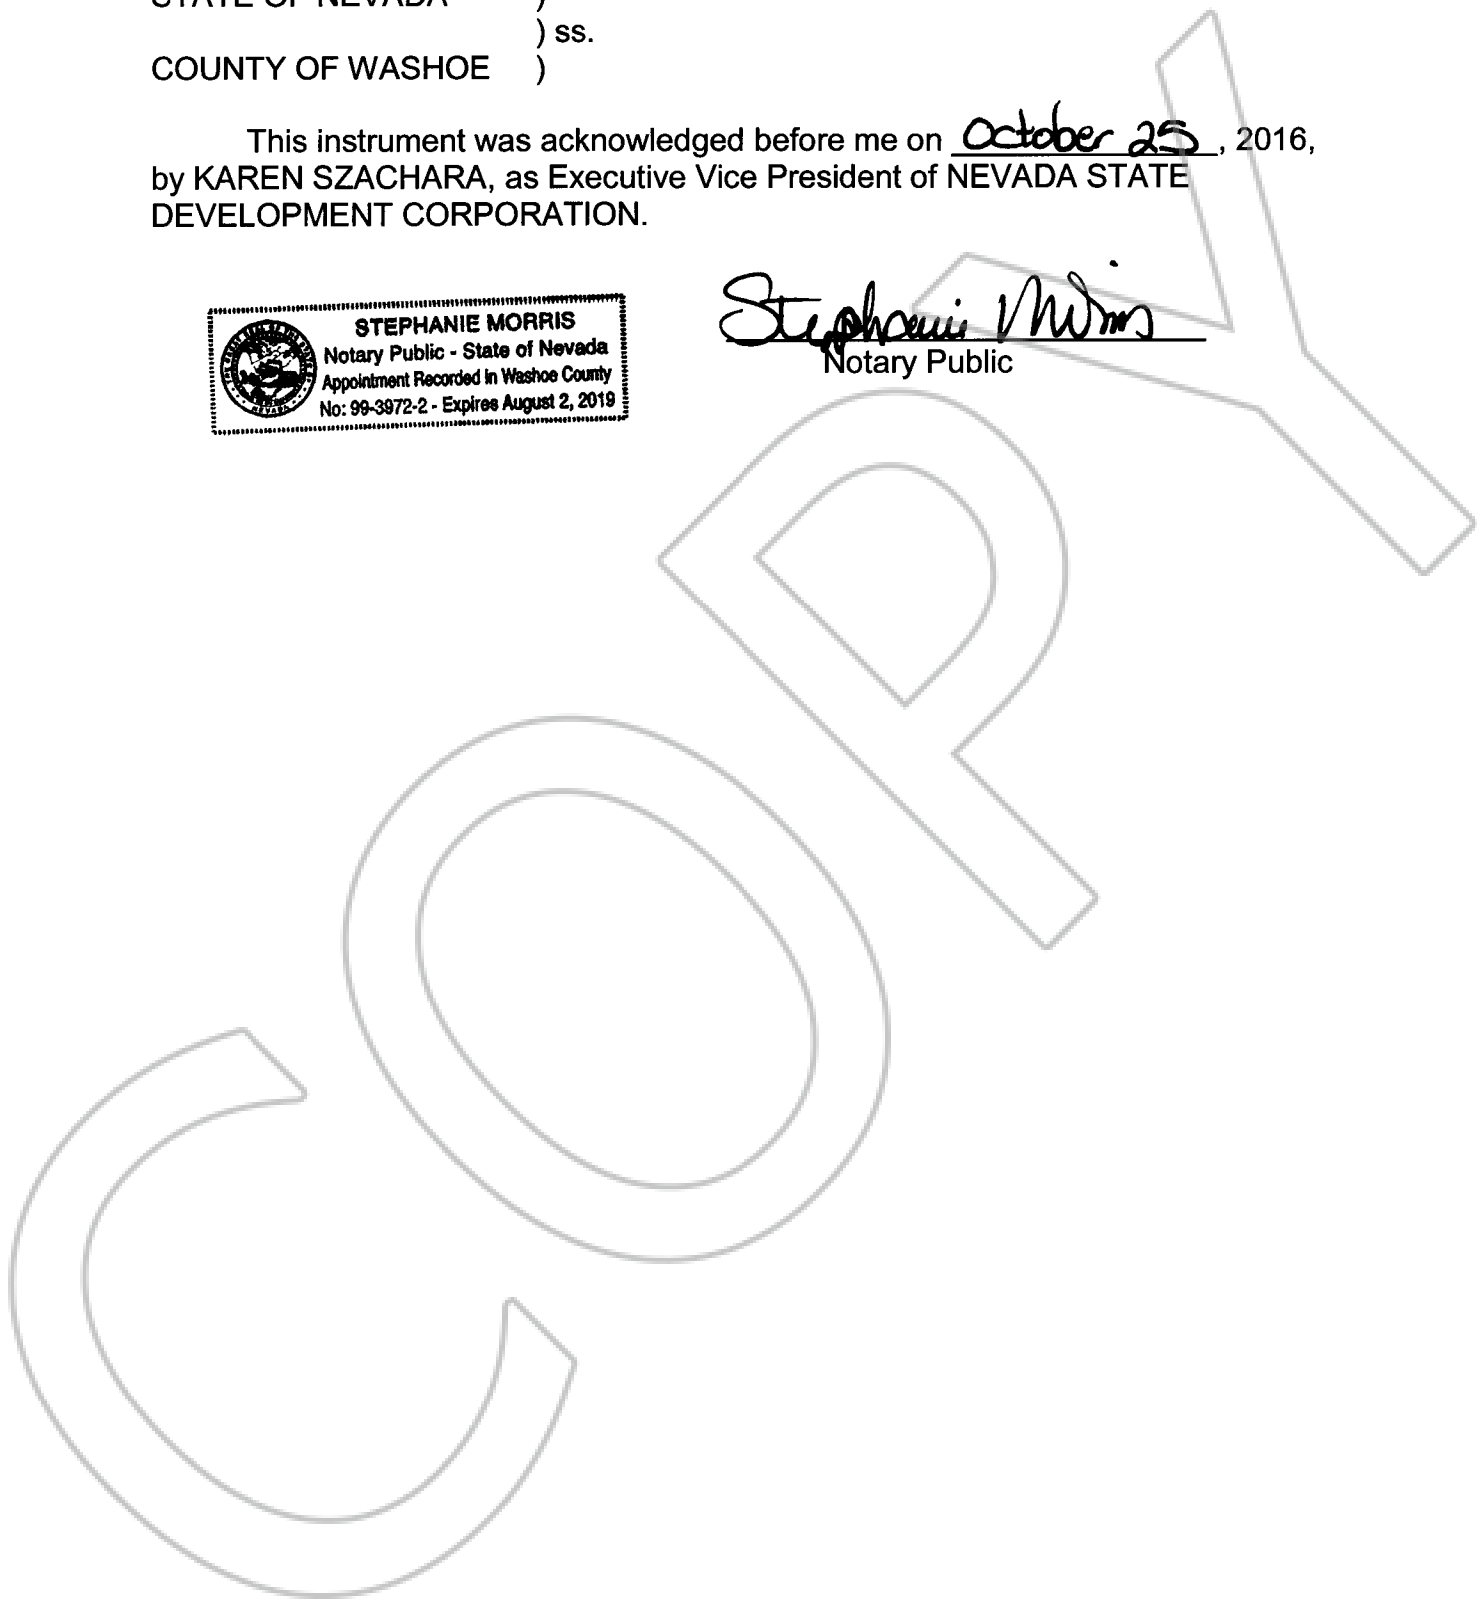 STATE OF NEVADA )
) ss.
COUNTY OF WASHOE )
This instrument was acknowledged before me on October 25, 2016,
by KAREN SZACHARA, as Executive Vice President of NEVADA STATE
DEVELOPMENT CORPORATION.
STEPHANIE MORRIS
Notary Public - State of Nevada
Appointment Recorded in Washoe County
No: 99-3972-2 - Expires August 2, 2019
Stephanie Morris
Notary Public
COPY